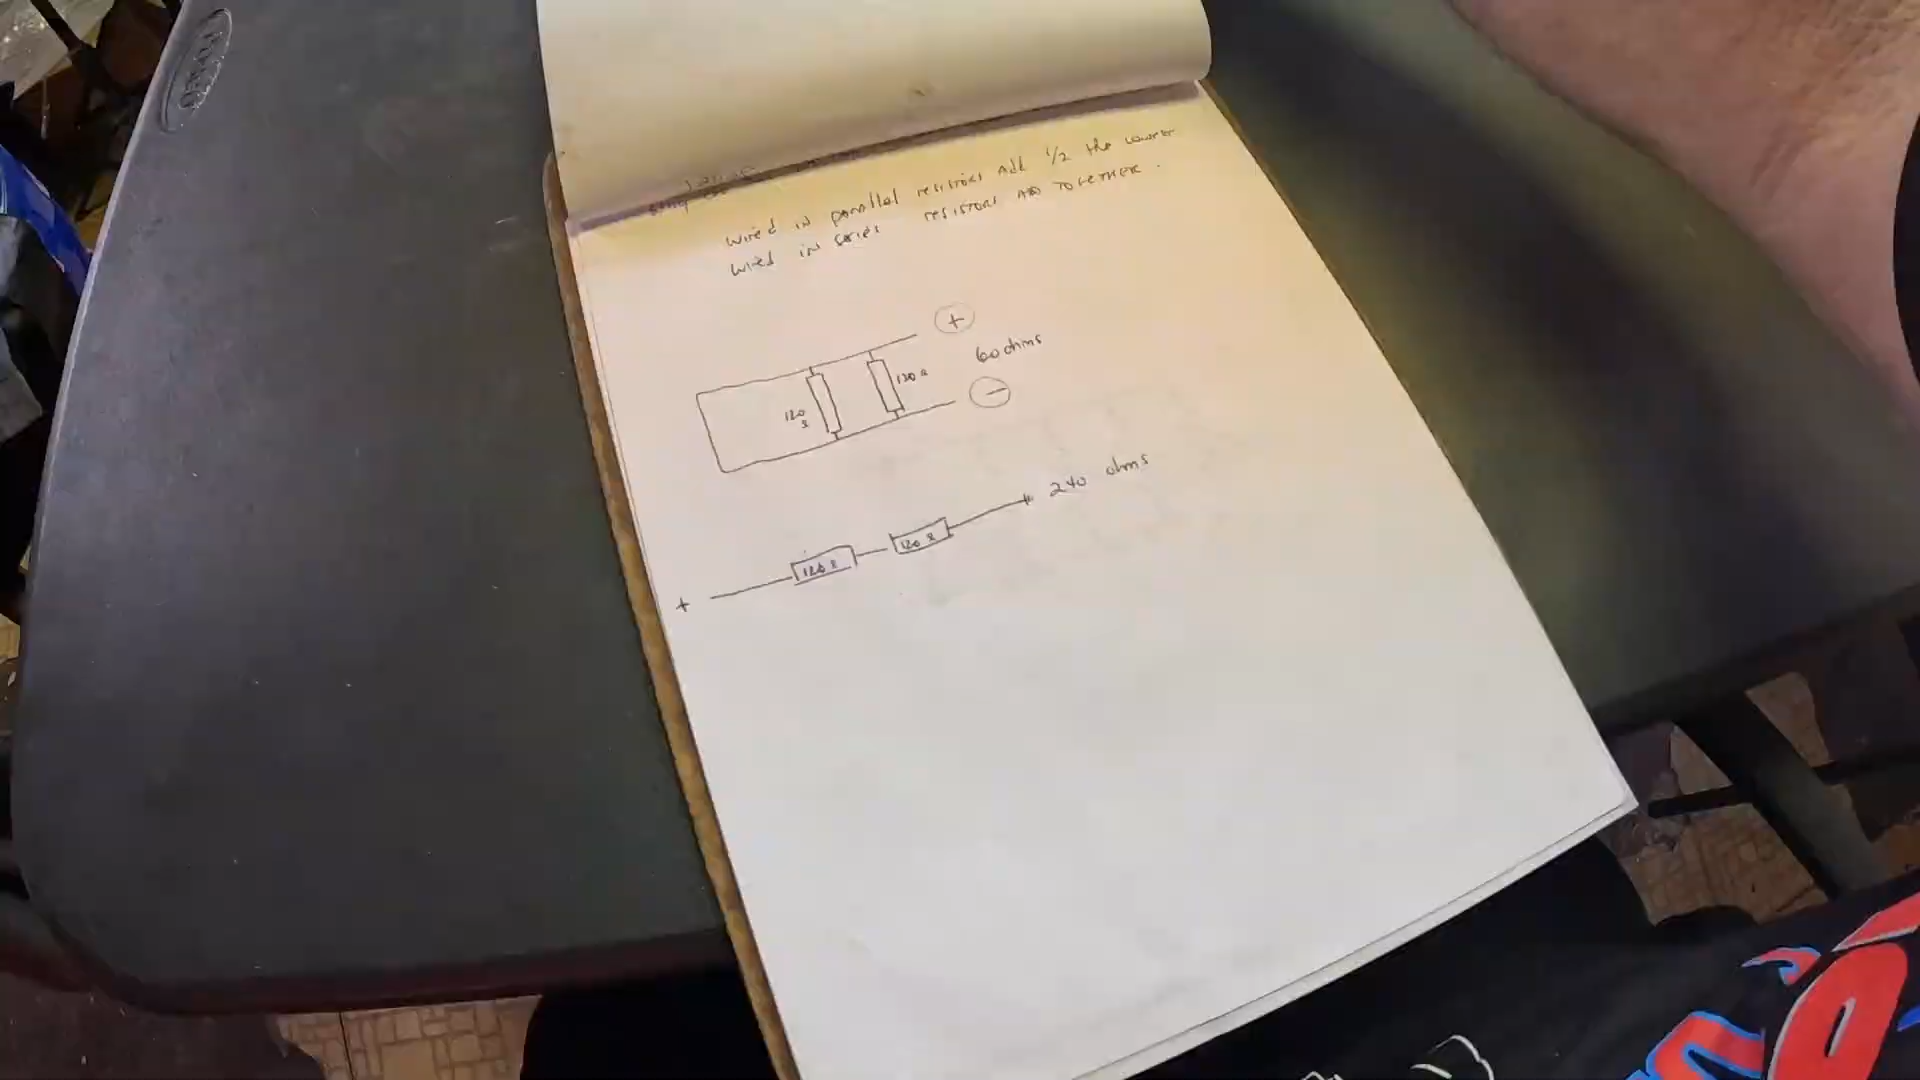 wired in parallel resistors add 1/2 the
wired in series resistors ADD TOGETHER.
+
60 ohms
120 Ω
120 Ω
−
240 ohms
120 Ω
120 Ω
+